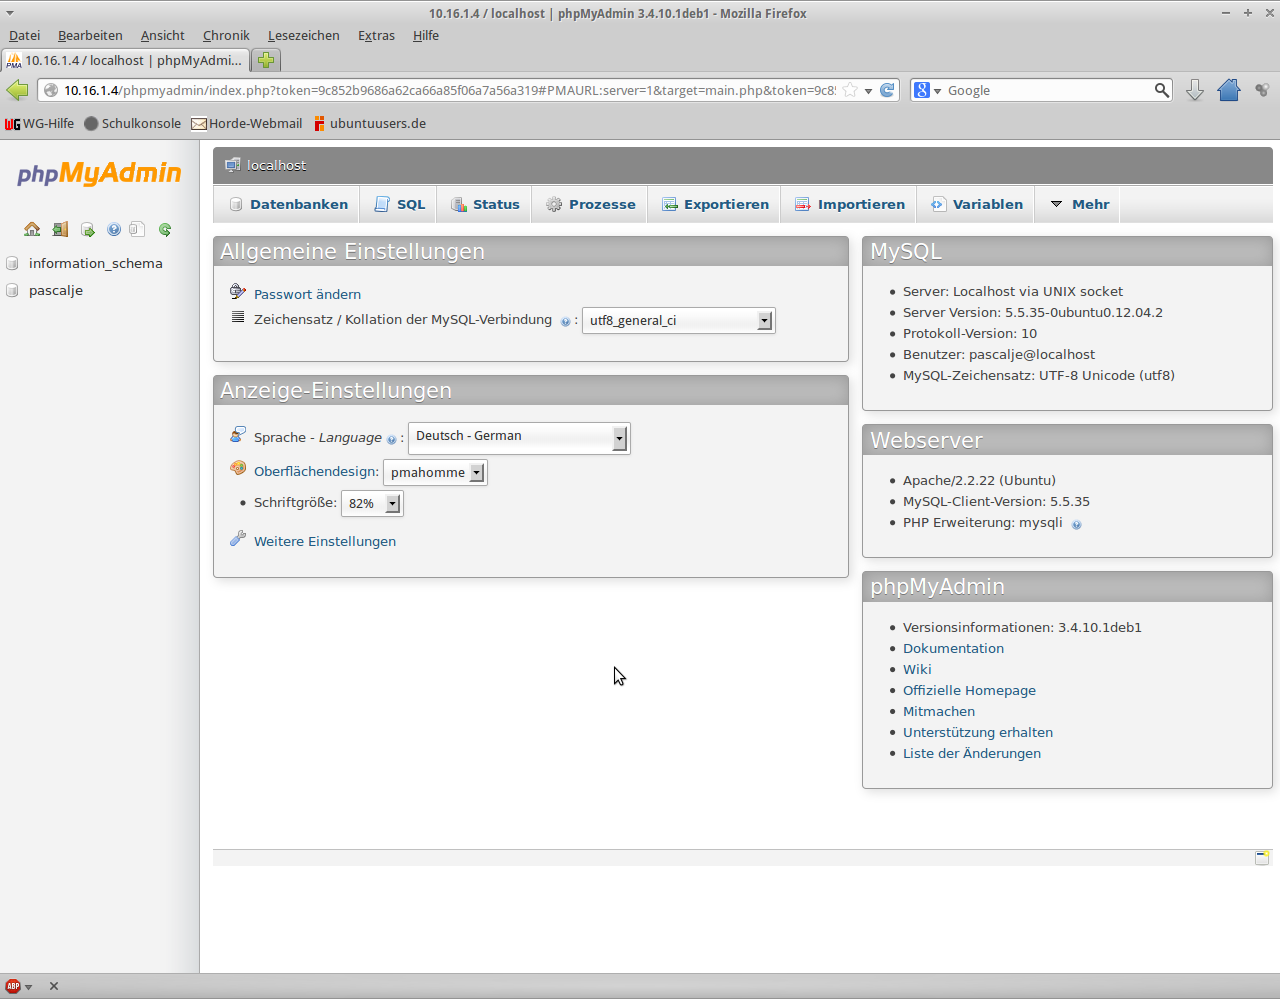 10.16.1.4 / localhost | phpMyAdmin 3.4.10.1deb1 - Mozilla Firefox
Datei Bearbeiten Ansicht Chronik Lesezeichen Extras Hilfe
10.16.1.4 / localhost | phpMyAdmi...
10.16.1.4/phpmyadmin/index.php?token=9c852b9686a62ca66a85f06a7a56a319#PMAURL:server=1&target=main.php&token=9c8
Google
WG-Hilfe Schulkonsole Horde-Webmail ubuntuusers.de
phpMyAdmin
information_schema
pascalje
localhost
Datenbanken SQL Status Prozesse Exportieren Importieren Variablen Mehr
Allgemeine Einstellungen
Passwort ändern
Zeichensatz / Kollation der MySQL-Verbindung : utf8_general_ci
Anzeige-Einstellungen
Sprache - Language : Deutsch - German
Oberflächendesign: pmahomme
Schriftgröße: 82%
Weitere Einstellungen
MySQL
Server: Localhost via UNIX socket
Server Version: 5.5.35-0ubuntu0.12.04.2
Protokoll-Version: 10
Benutzer: pascalje@localhost
MySQL-Zeichensatz: UTF-8 Unicode (utf8)
Webserver
Apache/2.2.22 (Ubuntu)
MySQL-Client-Version: 5.5.35
PHP Erweiterung: mysqli
phpMyAdmin
Versionsinformationen: 3.4.10.1deb1
Dokumentation
Wiki
Offizielle Homepage
Mitmachen
Unterstützung erhalten
Liste der Änderungen
ABP